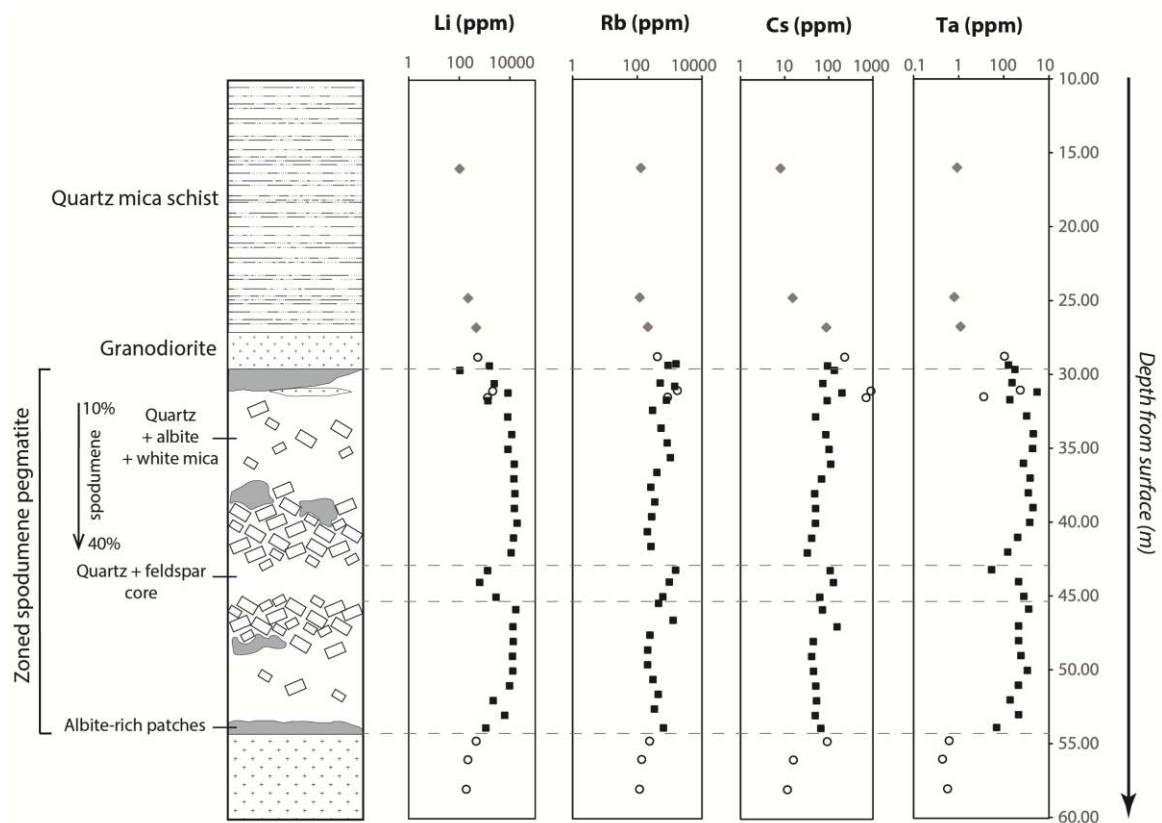 Li (ppm) Rb (ppm) Cs (ppm) Ta (ppm)
1 100 10000 1 100 10000 1 10 100 1000 0.1 1 100 10
10.00
15.00
Quartz mica schist
20.00
25.00
Granodiorite
30.00
10%
Quartz
+ albite
+ white mica
spodumene
35.00
40%
40.00
Quartz + feldspar
core
45.00
50.00
Albite-rich patches
55.00
60.00
Zoned spodumene pegmatite
Depth from surface (m)